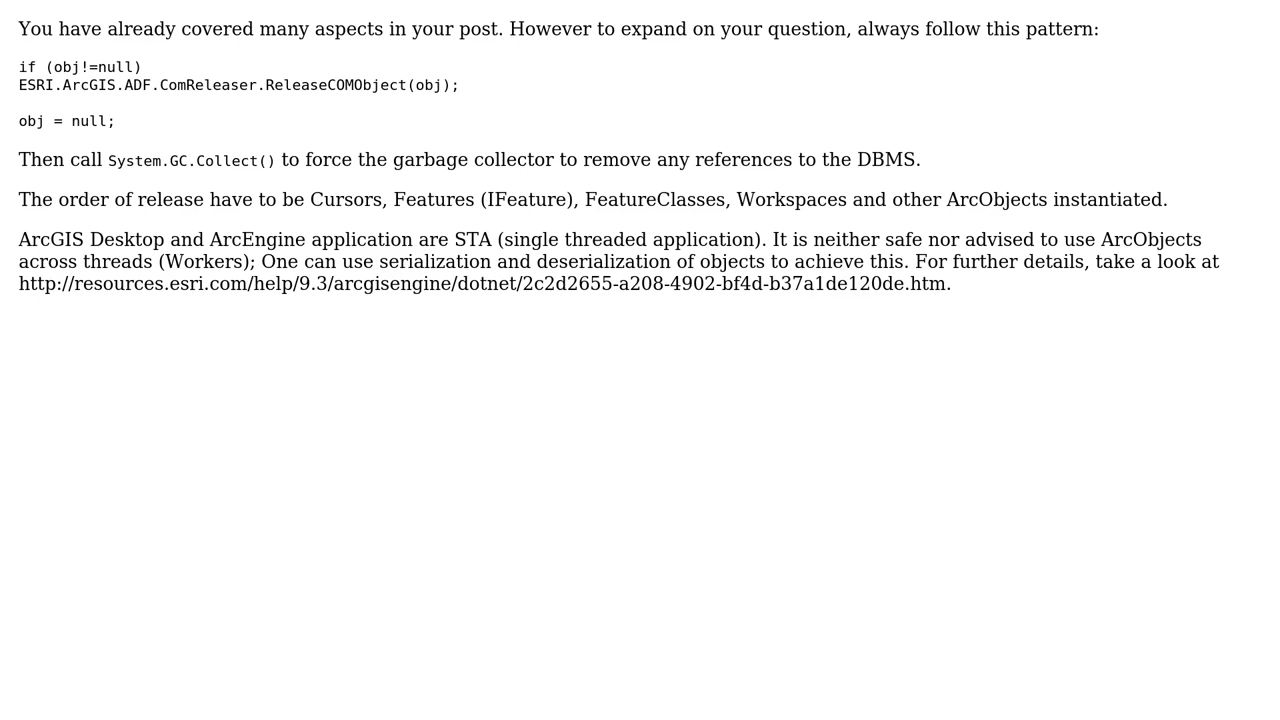 You have already covered many aspects in your post. However to expand on your question, always follow this pattern:
if (obj!=null)
ESRI.ArcGIS.ADF.ComReleaser.ReleaseCOMObject(obj);
obj = null;
Then call System.GC.Collect() to force the garbage collector to remove any references to the DBMS.
The order of release have to be Cursors, Features (IFeature), FeatureClasses, Workspaces and other ArcObjects instantiated.
ArcGIS Desktop and ArcEngine application are STA (single threaded application). It is neither safe nor advised to use ArcObjects
across threads (Workers); One can use serialization and deserialization of objects to achieve this. For further details, take a look at
http://resources.esri.com/help/9.3/arcgisengine/dotnet/2c2d2655-a208-4902-bf4d-b37a1de120de.htm.